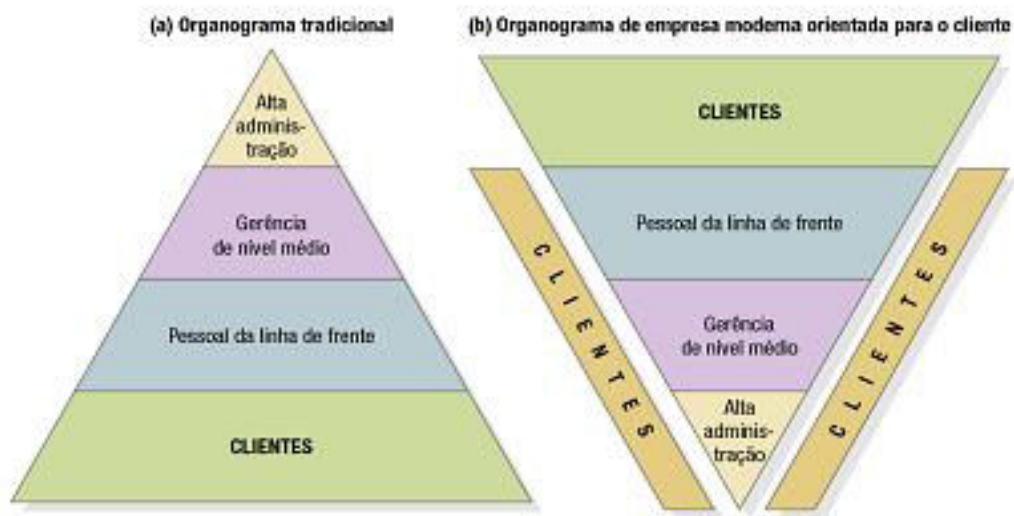 (a) Organograma tradicional
Alta
adminis-
tração
Gerência
de nível médio
Pessoal da linha de frente
CLIENTES
(b) Organograma de empresa moderna orientada para o cliente
CLIENTES
Pessoal da linha de frente
Gerência
de nível médio
Alta
adminis-
tração
CLIENTES
CLIENTES